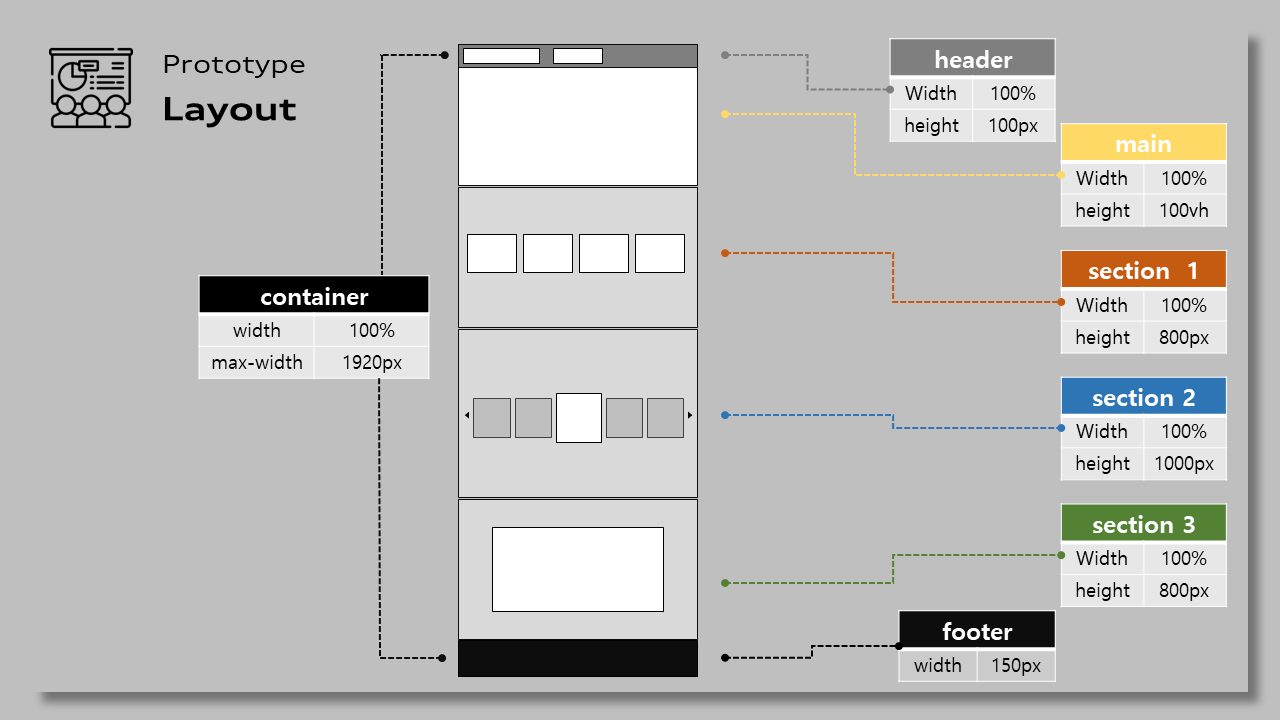 Prototype
Layout
container
width 100%
max-width 1920px
header
Width 100%
height 100px
main
Width 100%
height 100vh
section 1
Width 100%
height 800px
section 2
Width 100%
height 1000px
section 3
Width 100%
height 800px
footer
width 150px